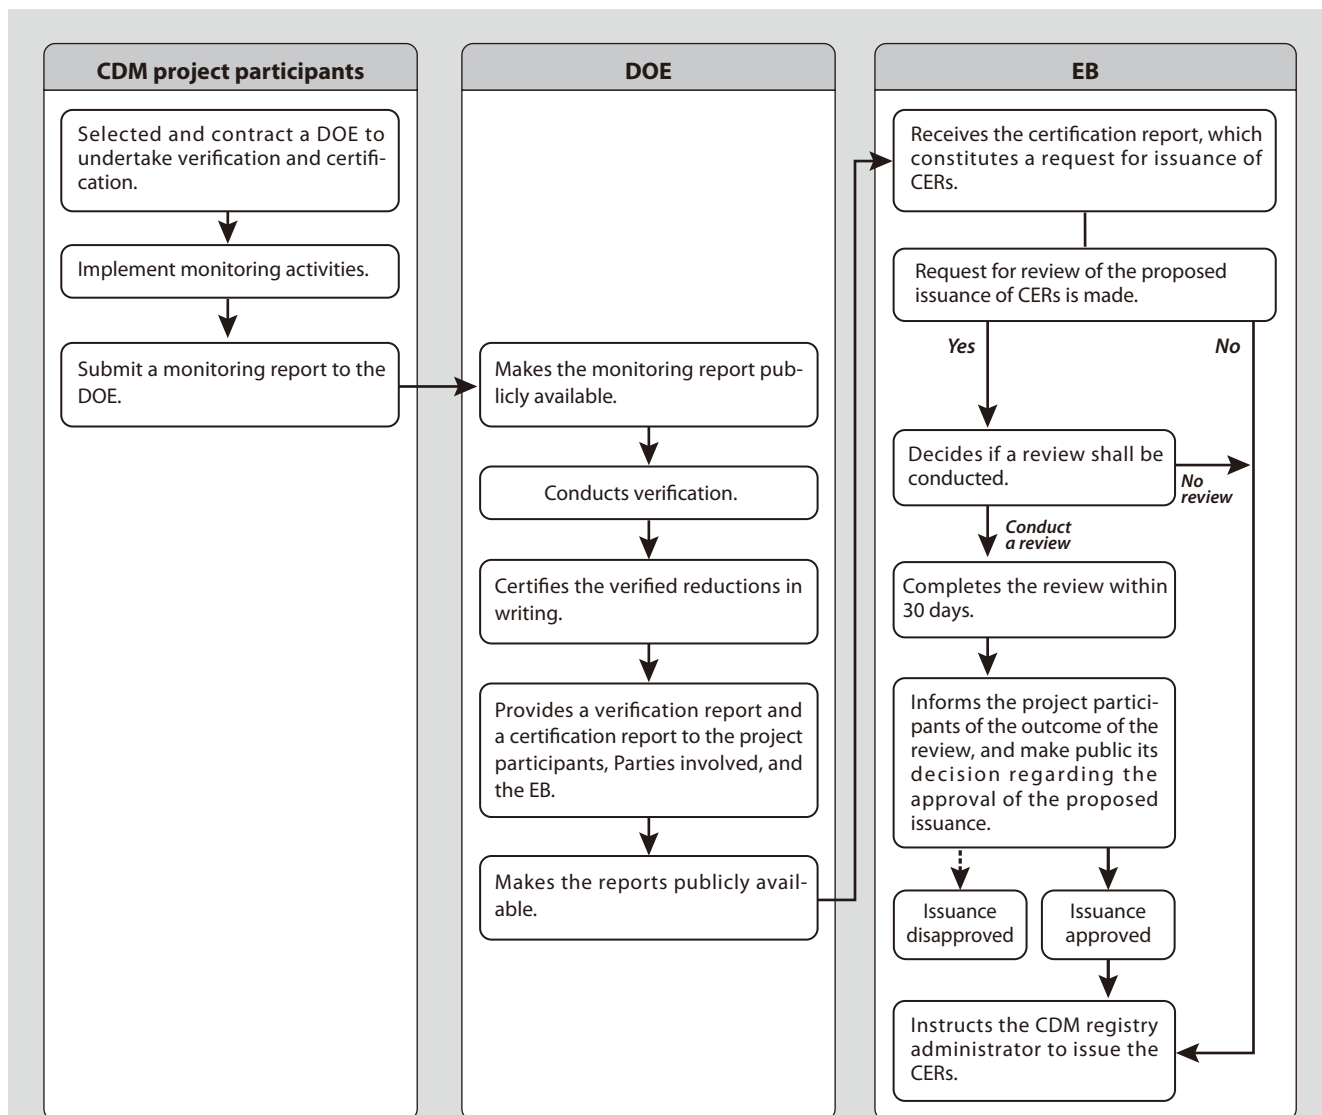 CDM project participants
Selected and contract a DOE to
undertake verification and certifi-
cation.
Implement monitoring activities.
Submit a monitoring report to the
DOE.
DOE
Makes the monitoring report pub-
licly available.
Conducts verification.
Certifies the verified reductions in
writing.
Provides a verification report and
a certification report to the project
participants, Parties involved, and
the EB.
Makes the reports publicly avail-
able.
EB
Receives the certification report, which
constitutes a request for issuance of
CERs.
Request for review of the proposed
issuance of CERs is made.
Yes
No
Decides if a review shall be
conducted.
No
review
Conduct
a review
Completes the review within
30 days.
Informs the project partici-
pants of the outcome of the
review, and make public its
decision regarding the
approval of the proposed
issuance.
Issuance
disapproved
Issuance
approved
Instructs the CDM registry
administrator to issue the
CERs.